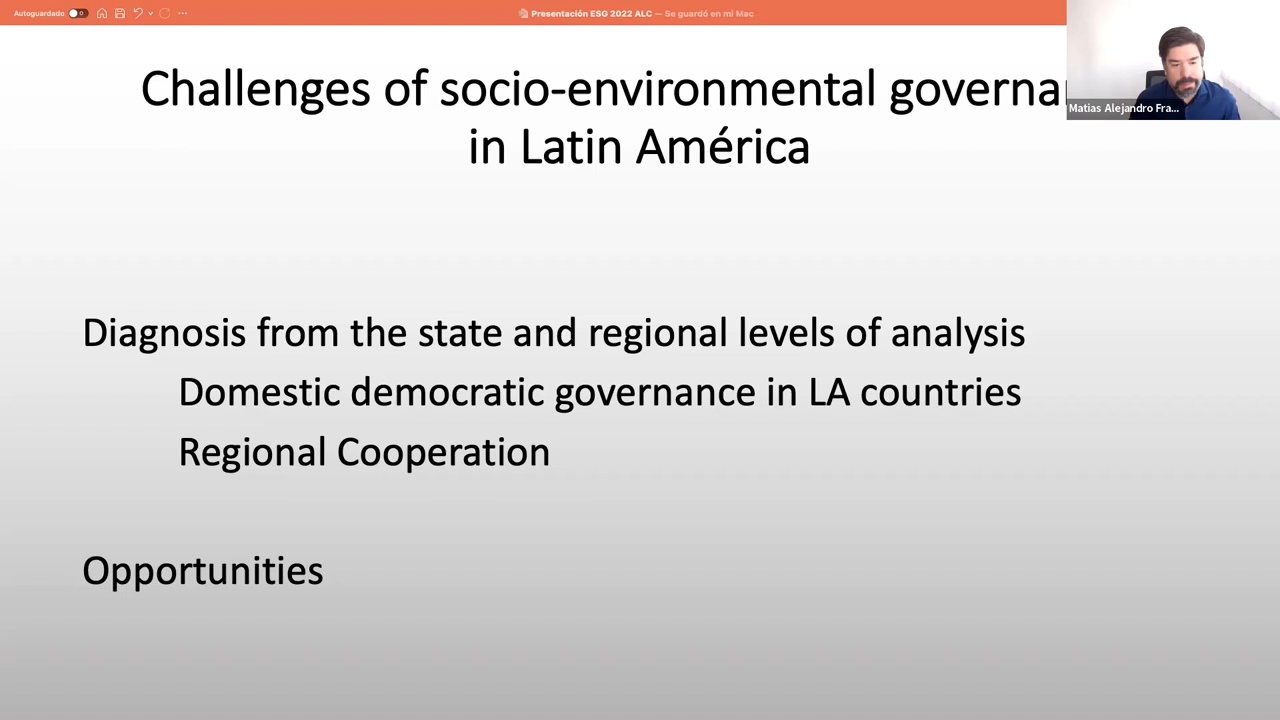 Autoguardado
Presentación ESG 2022 ALC — Se guardó en mi Mac
Matias Alejandro Fra...
Challenges of socio-environmental governa
in Latin América
Diagnosis from the state and regional levels of analysis
Domestic democratic governance in LA countries
Regional Cooperation
Opportunities